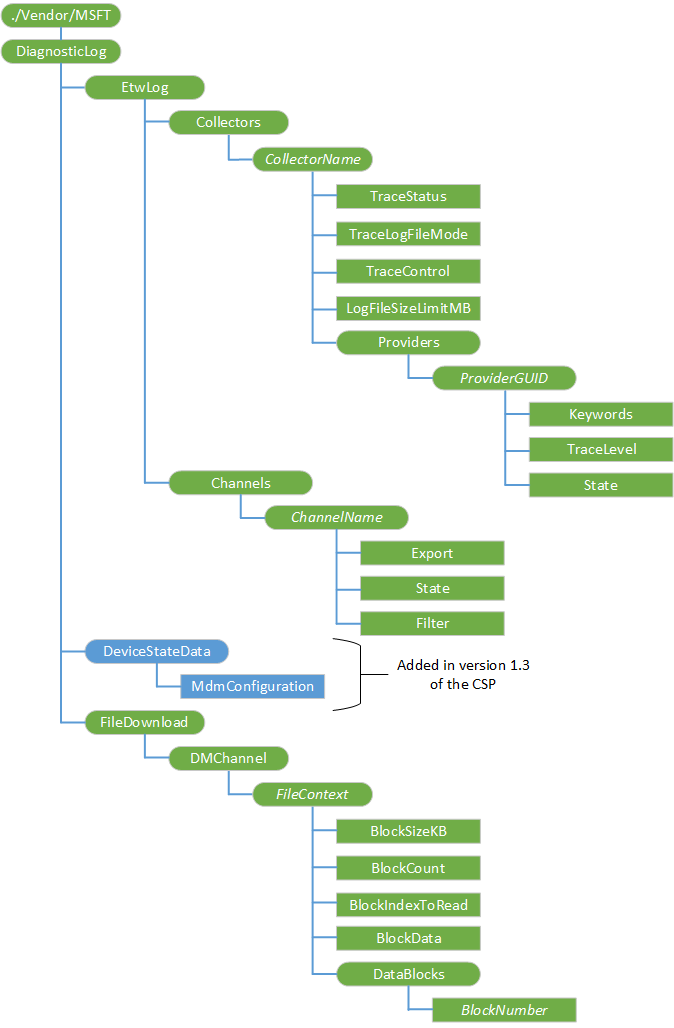 ./Vendor/MSFT
DiagnosticLog
EtwLog
Collectors
CollectorName
TraceStatus
TraceLogFileMode
TraceControl
LogFileSizeLimitMB
Providers
ProviderGUID
Keywords
TraceLevel
State
Channels
ChannelName
Export
State
Filter
DeviceStateData
MdmConfiguration
Added in version 1.3
of the CSP
FileDownload
DMChannel
FileContext
BlockSizeKB
BlockCount
BlockIndexToRead
BlockData
DataBlocks
BlockNumber